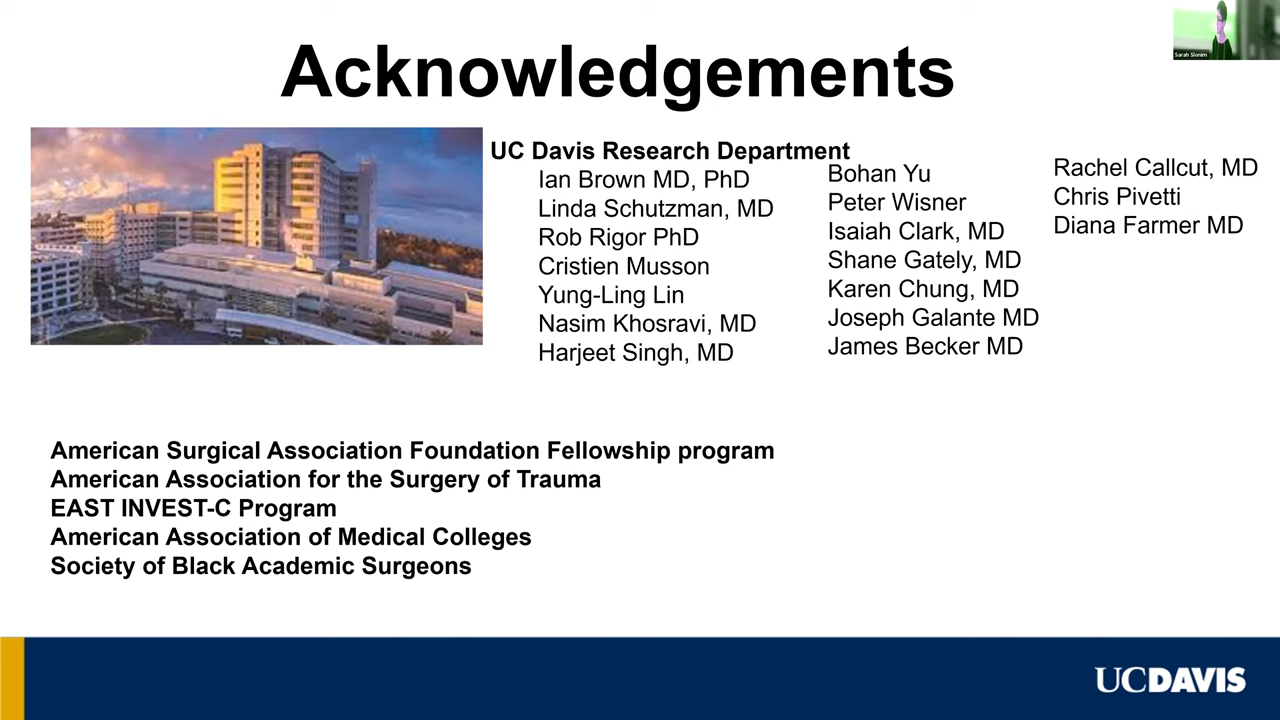 Acknowledgements
Sarah Slonim
UC Davis Research Department
Ian Brown MD, PhD
Linda Schutzman, MD
Rob Rigor PhD
Cristien Musson
Yung-Ling Lin
Nasim Khosravi, MD
Harjeet Singh, MD
Bohan Yu
Peter Wisner
Isaiah Clark, MD
Shane Gately, MD
Karen Chung, MD
Joseph Galante MD
James Becker MD
Rachel Callcut, MD
Chris Pivetti
Diana Farmer MD
American Surgical Association Foundation Fellowship program
American Association for the Surgery of Trauma
EAST INVEST-C Program
American Association of Medical Colleges
Society of Black Academic Surgeons
UCDAVIS